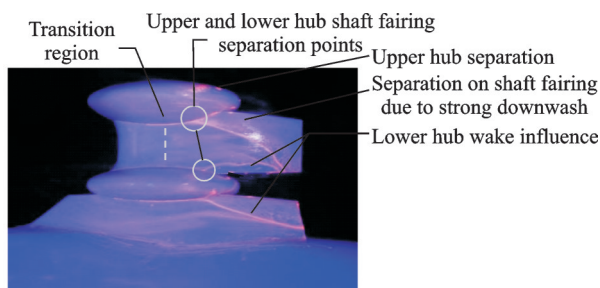 Transition
region
Upper and lower hub shaft fairing
separation points
Upper hub separation
Separation on shaft fairing
due to strong downwash
Lower hub wake influence